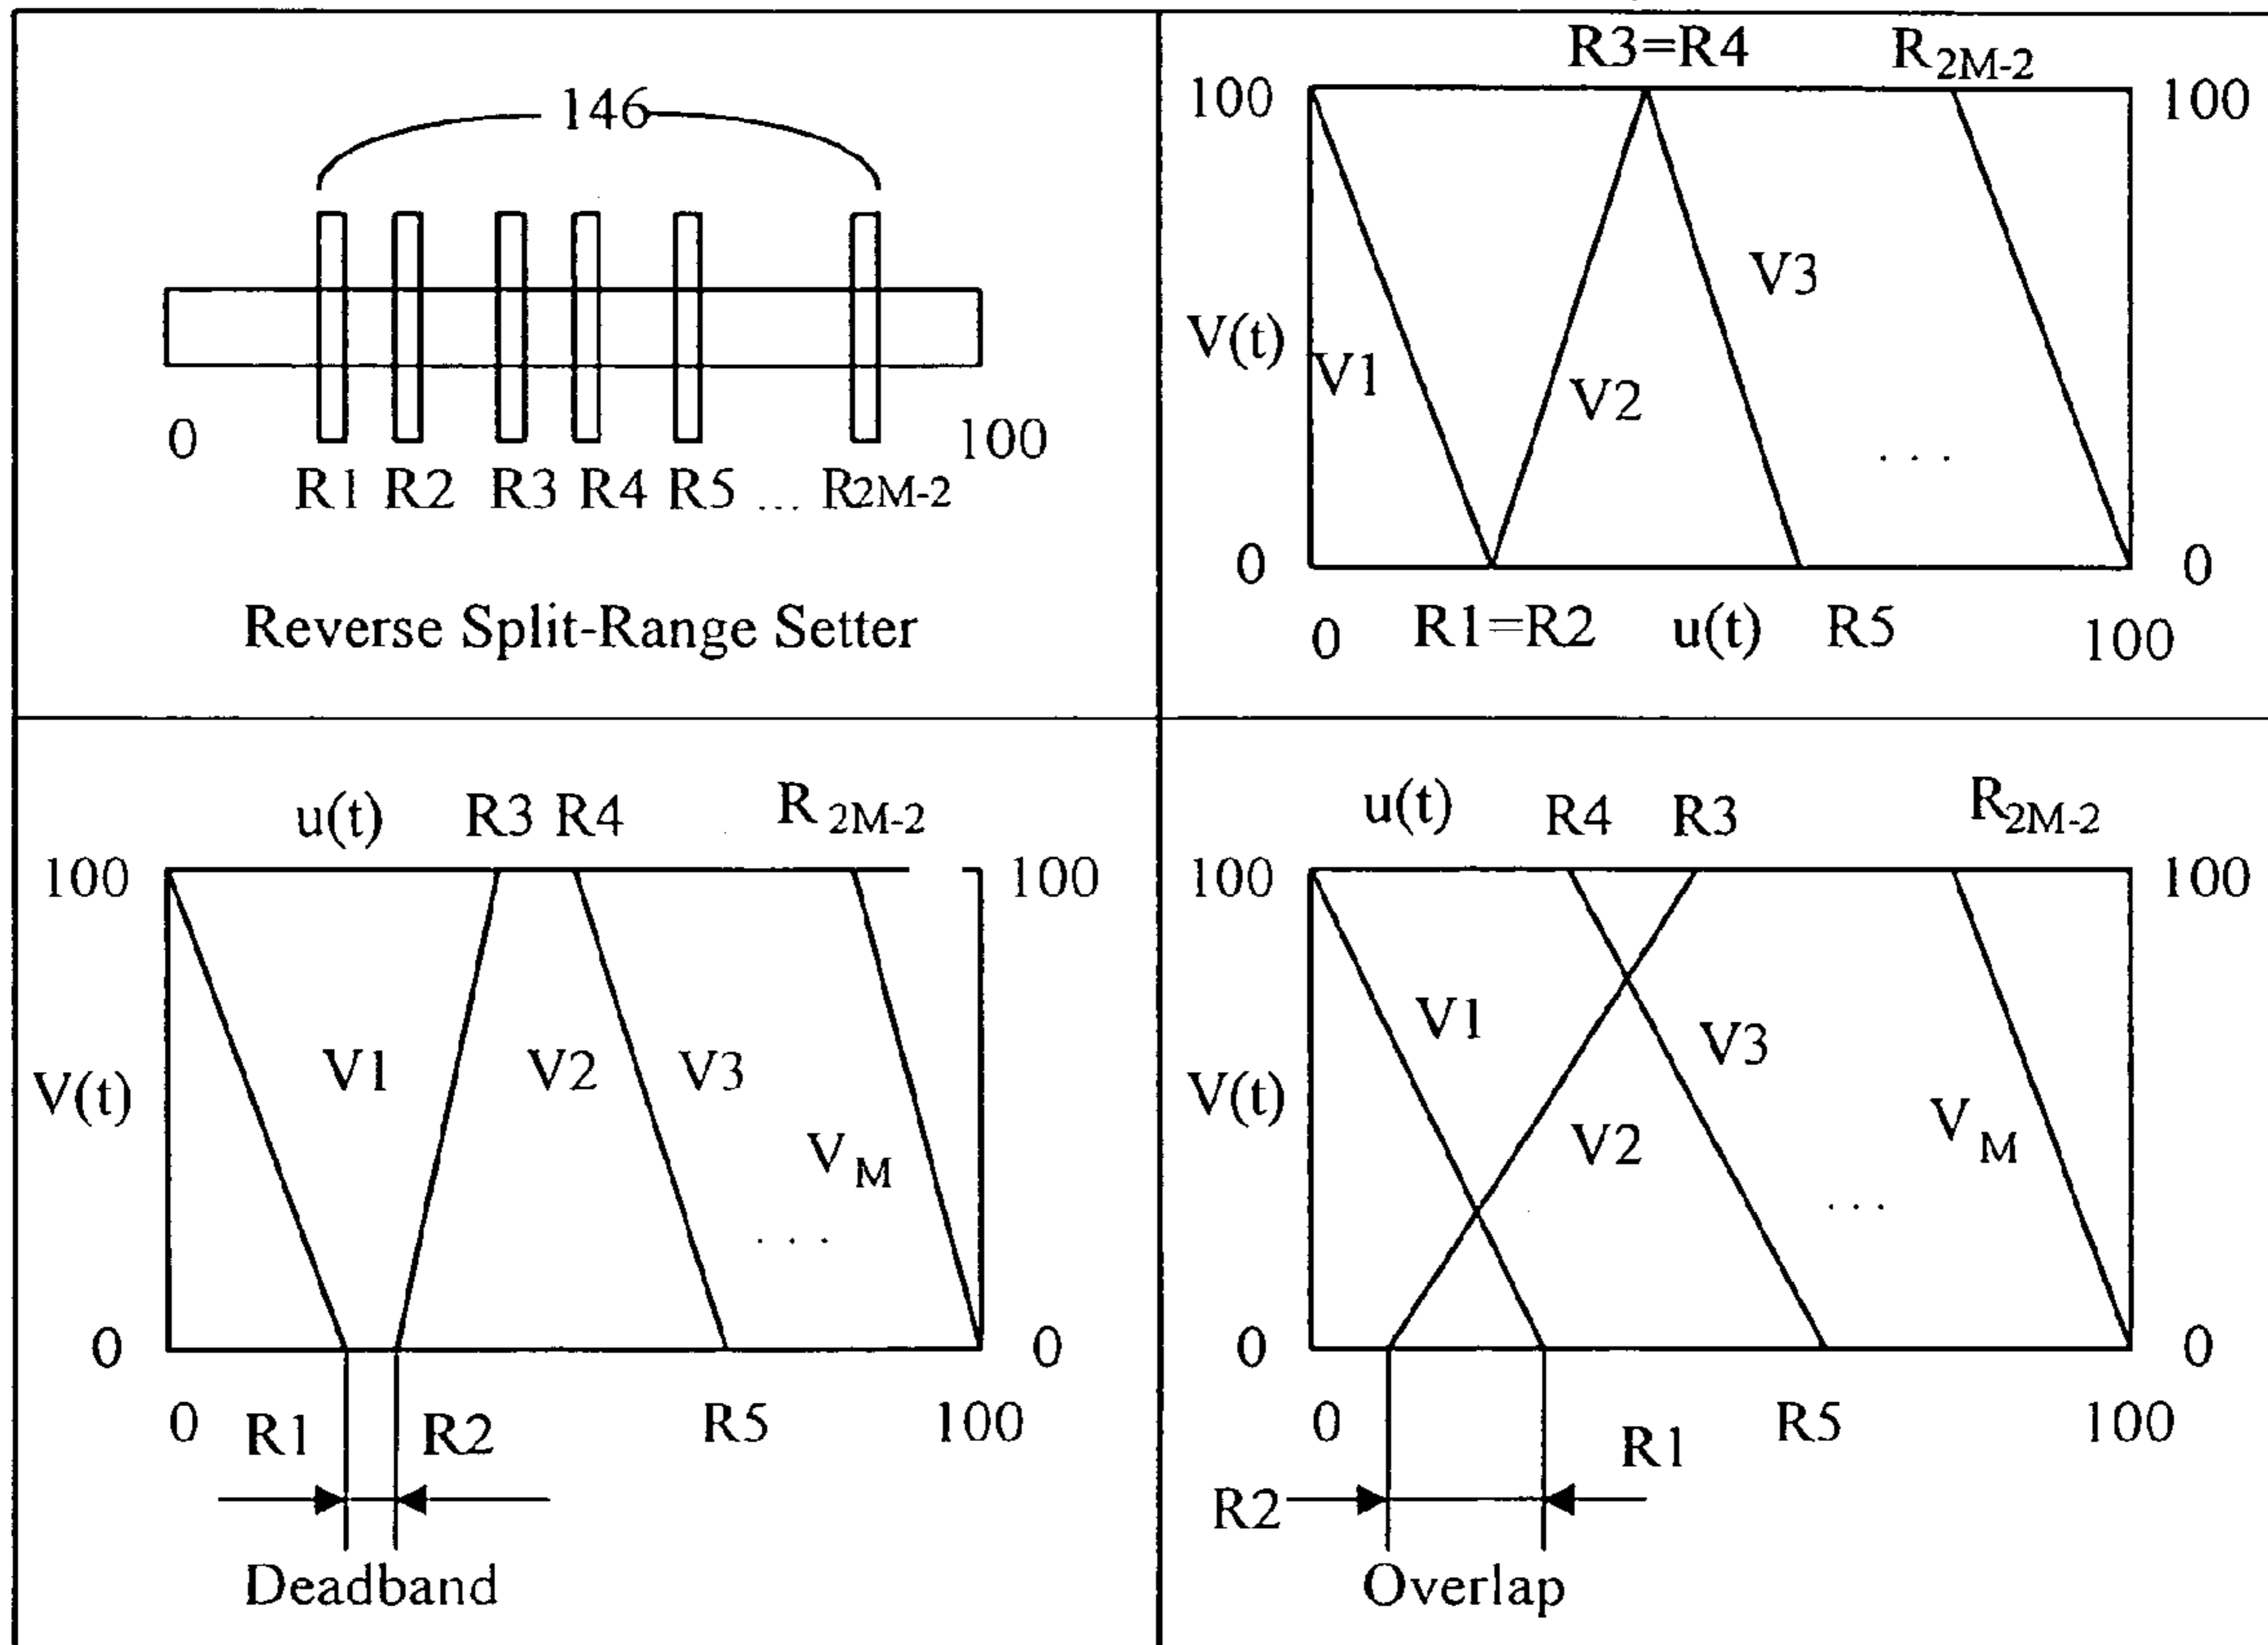 146
0 100
R1 R2 R3 R4 R5 ... R2M-2
Reverse Split-Range Setter
R3=R4 R2M-2
100 100
V3
V(t)
V1
V2
...
0 0
0 R1=R2 u(t) R5 100
u(t) R3 R4 R 2M-2
100 100
V1 V2 V3
V(t)
VM
...
0 0
0 R1 R2 R5 100
Deadband
u(t) R4 R3 R2M-2
100 100
V1
V3
V(t)
V2 VM
...
0 0
0 R1 R5 100
R2
Overlap